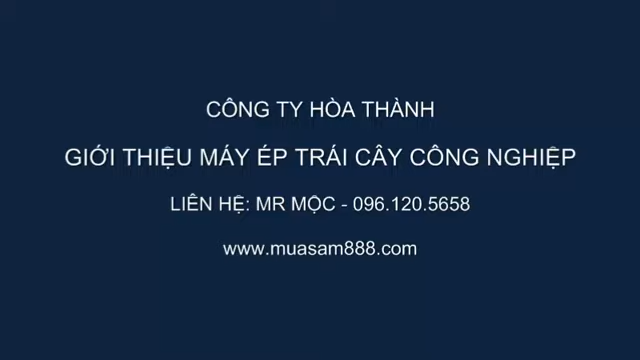 CÔNG TY HÒA THÀNH
GIỚI THIỆU MÁY ÉP TRÁI CÂY CÔNG NGHIỆP
LIÊN HỆ: MR MỘC - 096.120.5658
www.muasam888.com